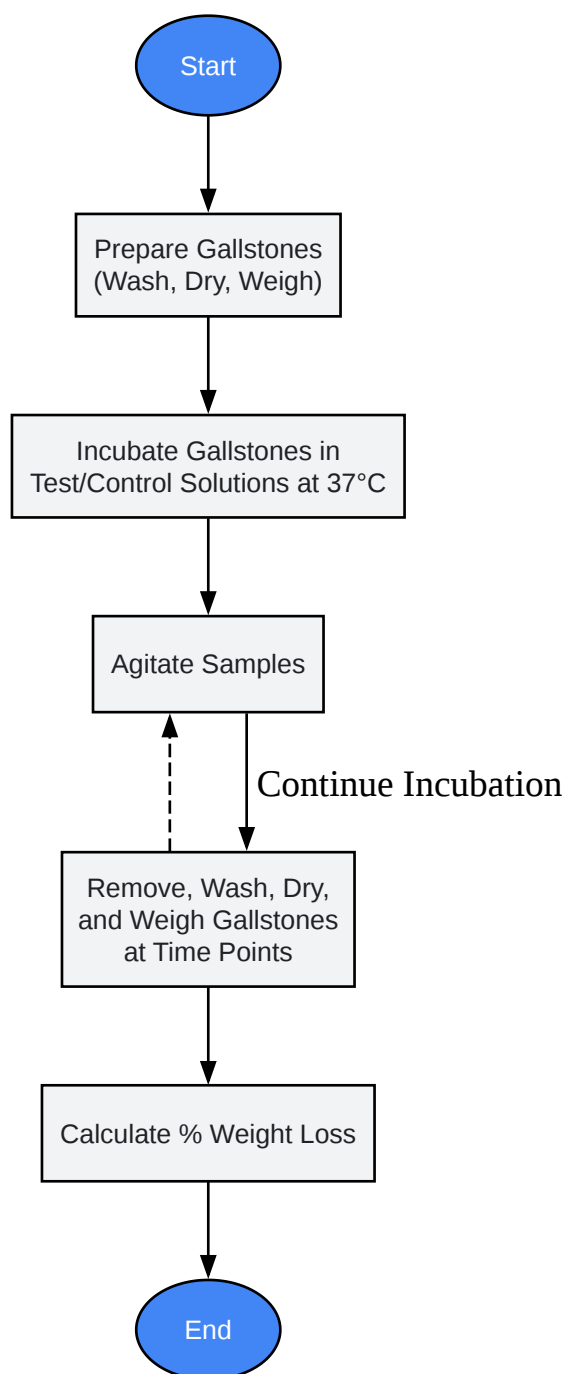 Start
Prepare Gallstones
(Wash, Dry, Weigh)
Incubate Gallstones in
Test/Control Solutions at 37°C
Agitate Samples
Continue Incubation
Remove, Wash, Dry,
and Weigh Gallstones
at Time Points
Calculate % Weight Loss
End